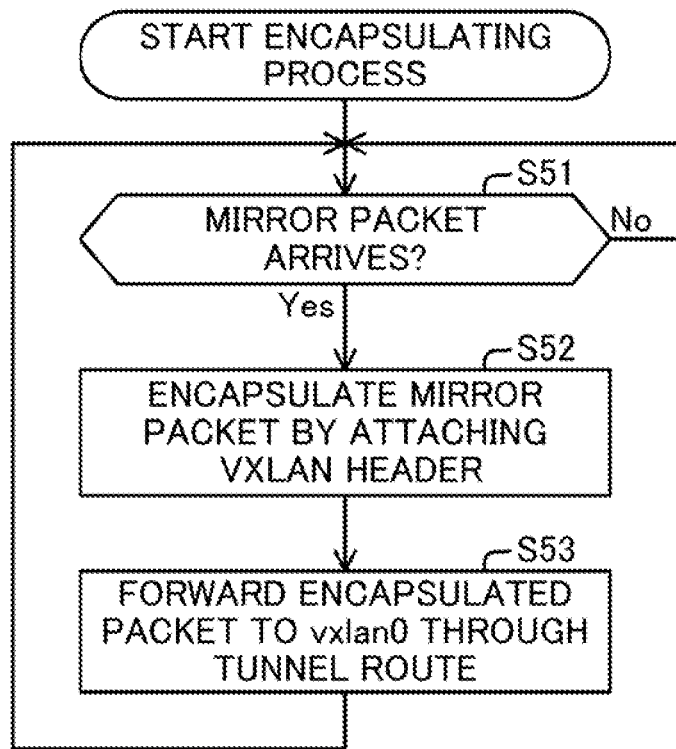 START ENCAPSULATING
PROCESS
S51
MIRROR PACKET
ARRIVES?
No
Yes
S52
ENCAPSULATE MIRROR
PACKET BY ATTACHING
VXLAN HEADER
S53
FORWARD ENCAPSULATED
PACKET TO vxlan0 THROUGH
TUNNEL ROUTE